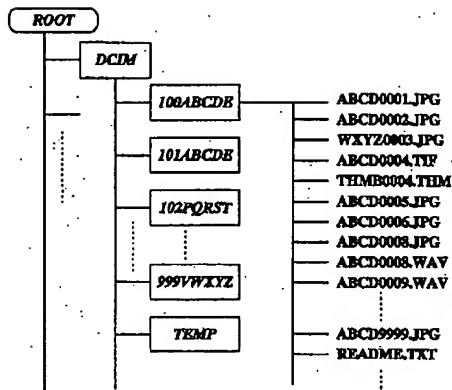 ROOT
DCIM
100ABCDE
101ABCDE
102PQRST
999VWXYZ
TEMP
ABCD0001.JPG
ABCD0002.JPG
WXYZ0003.JPG
ABCD0004.TIF
THMB0004.THM
ABCD0005.JPG
ABCD0006.JPG
ABCD0008.JPG
ABCD0008.WAV
ABCD0009.WAV
ABCD9999.JPG
README.TXT